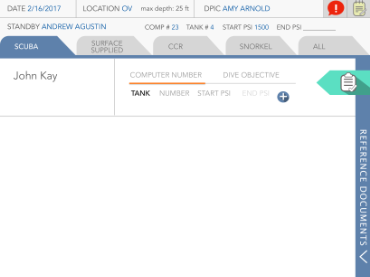 DATE 2/16/2017 LOCATION OV max depth: 25 ft DPIC AMY ARNOLD
STANDBY ANDREW AGUSTIN COMP # 23 TANK # 4 START PSI 1500 END PSI ________
SCUBA SURFACE SUPPLIED CCR SNORKEL ALL
John Kay COMPUTER NUMBER DIVE OBJECTIVE
TANK NUMBER START PSI END PSI
REFERENCE DOCUMENTS